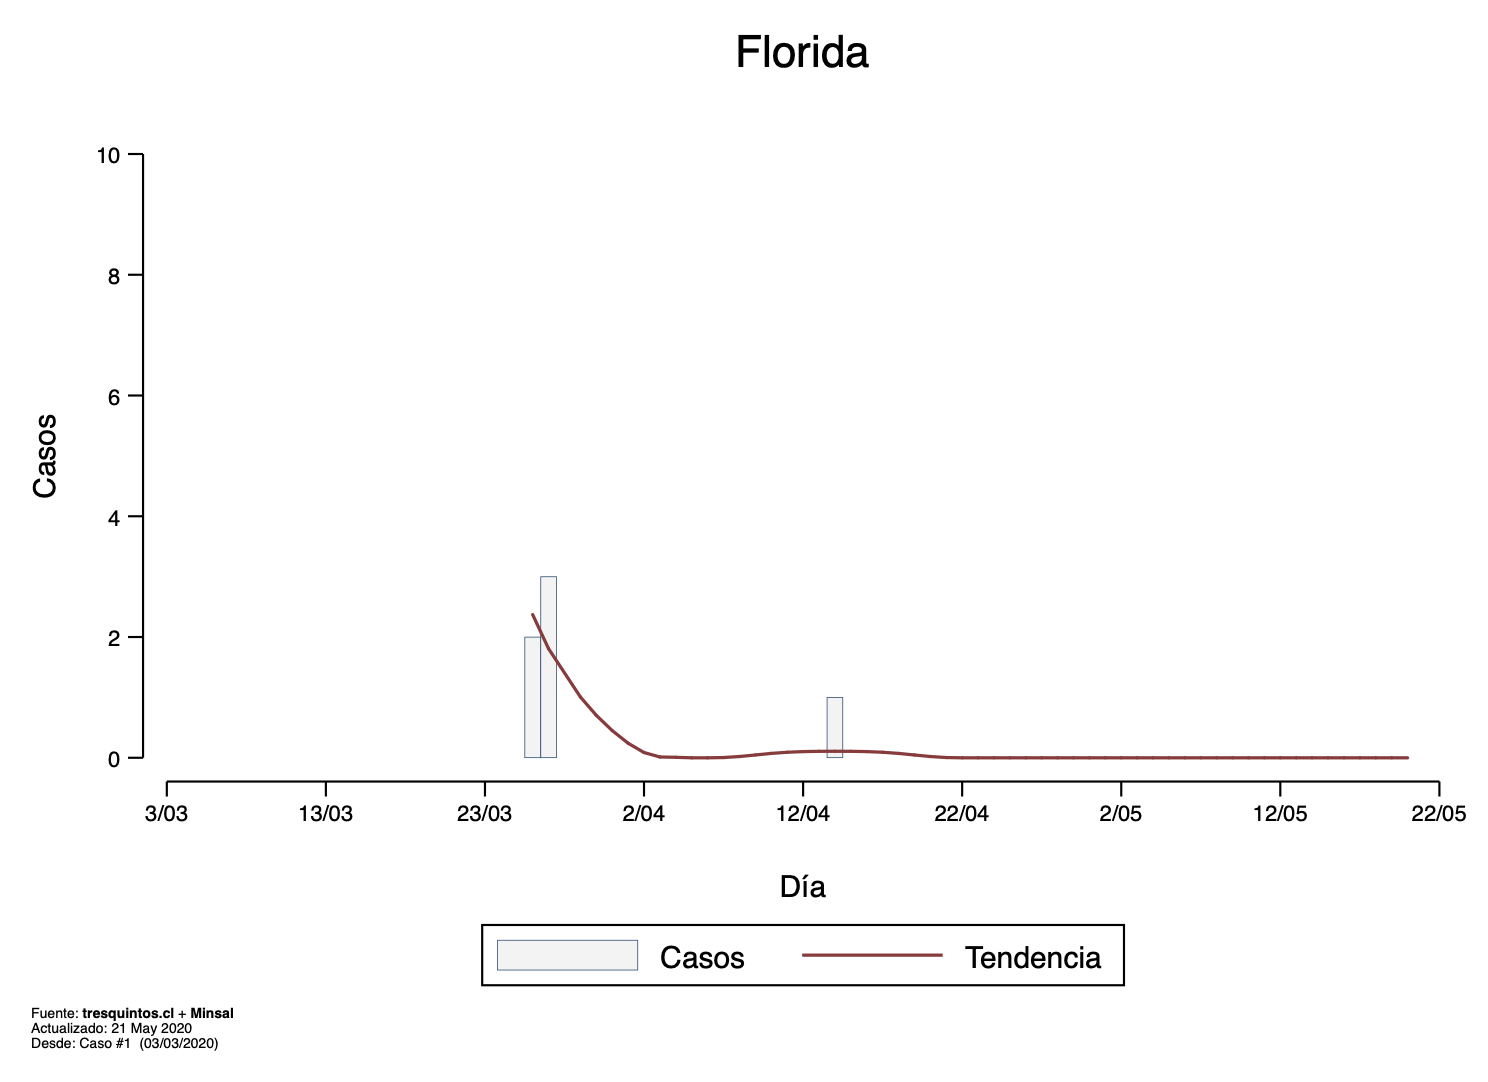 Florida
10
8
6
4
2
0
Casos
3/03 13/03 23/03 2/04 12/04 22/04 2/05 12/05 22/05
Día
Casos Tendencia
Fuente: tresquintos.cl + Minsal
Actualizado: 21 May 2020
Desde: Caso #1 (03/03/2020)